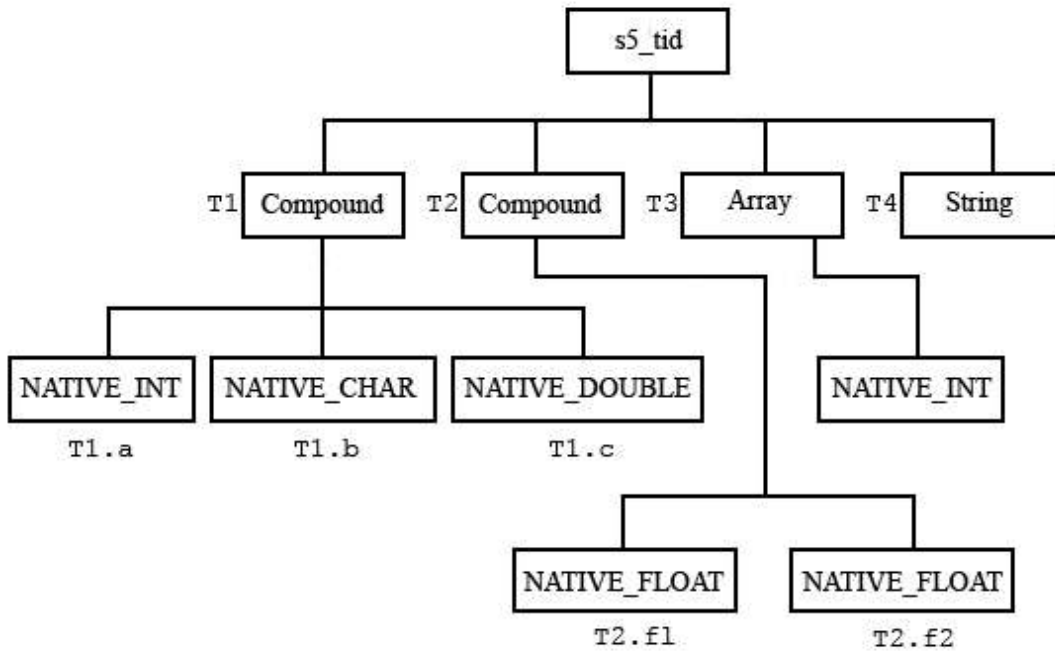 s5_tid
T1 Compound
T2 Compound
T3 Array
T4 String
NATIVE_INT
NATIVE_CHAR
NATIVE_DOUBLE
NATIVE_INT
T1.a
T1.b
T1.c
NATIVE_FLOAT
NATIVE_FLOAT
T2.f1
T2.f2